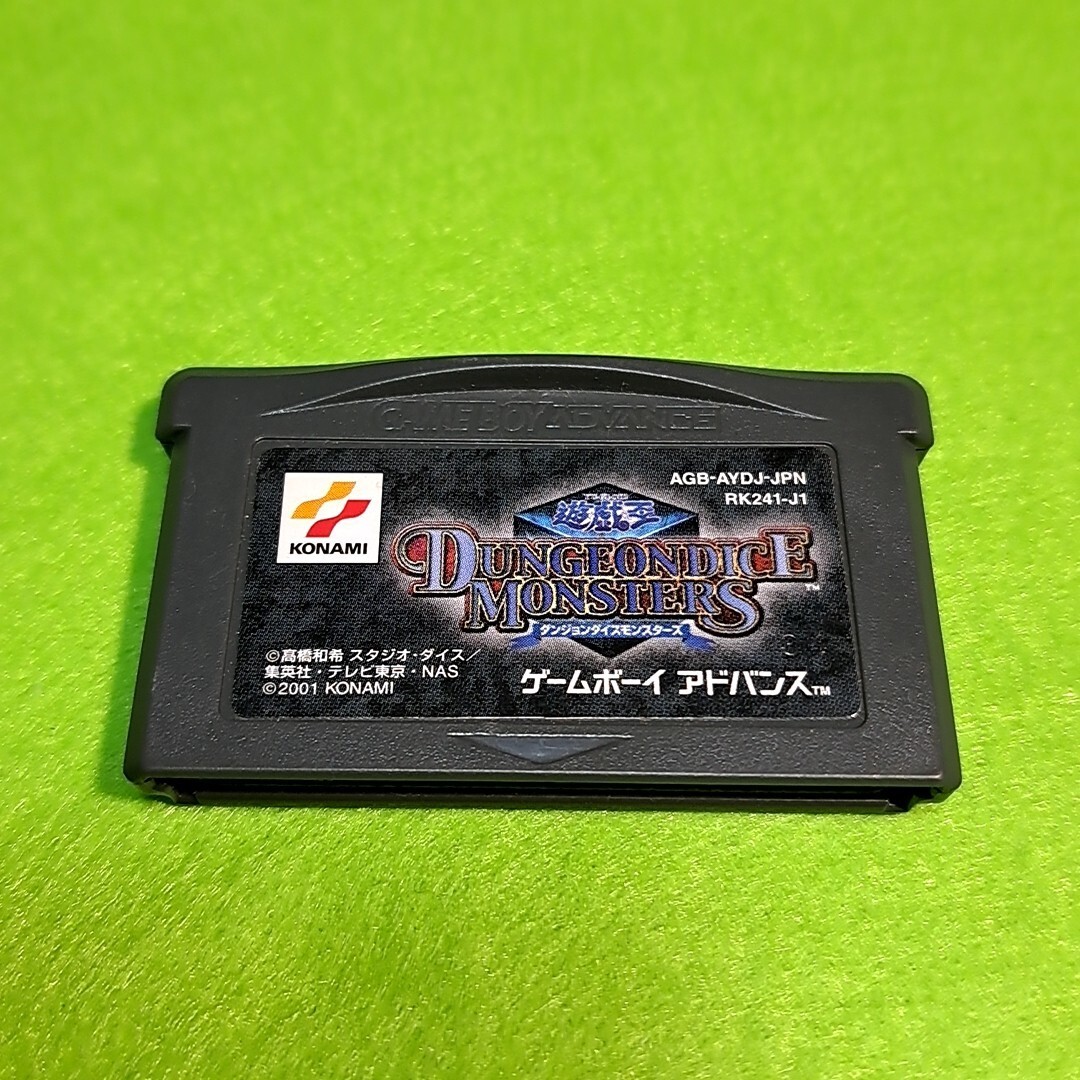 GAME BOY ADVANCE
KONAMI
AGB-AYDJ-JPN
RK241-J1
遊戯王
DUNGEONDICE
MONSTERS
™
ダンジョンダイスモンスターズ
©高橋和希 スタジオ・ダイス／
集英社・テレビ東京・NAS
©2001 KONAMI
ゲームボーイ アドバンス™